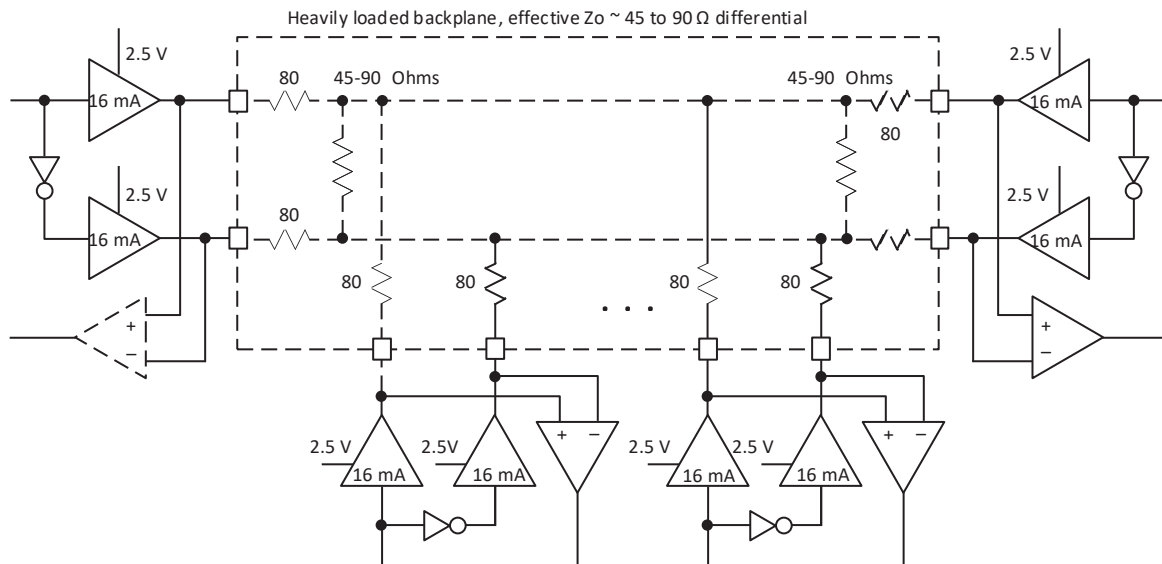 Heavily loaded backplane, effective Zo ~ 45 to 90 Ω differential
2.5 V
2.5 V
80
45-90 Ohms
45-90 Ohms
16 mA
16 mA
80
2.5 V
2.5 V
80
16 mA
16 mA
80
80
80
80
. . .
+
−
+
−
2.5 V
2.5 V
+ −
2.5 V
2.5 V
+ −
16 mA
16 mA
16 mA
16 mA